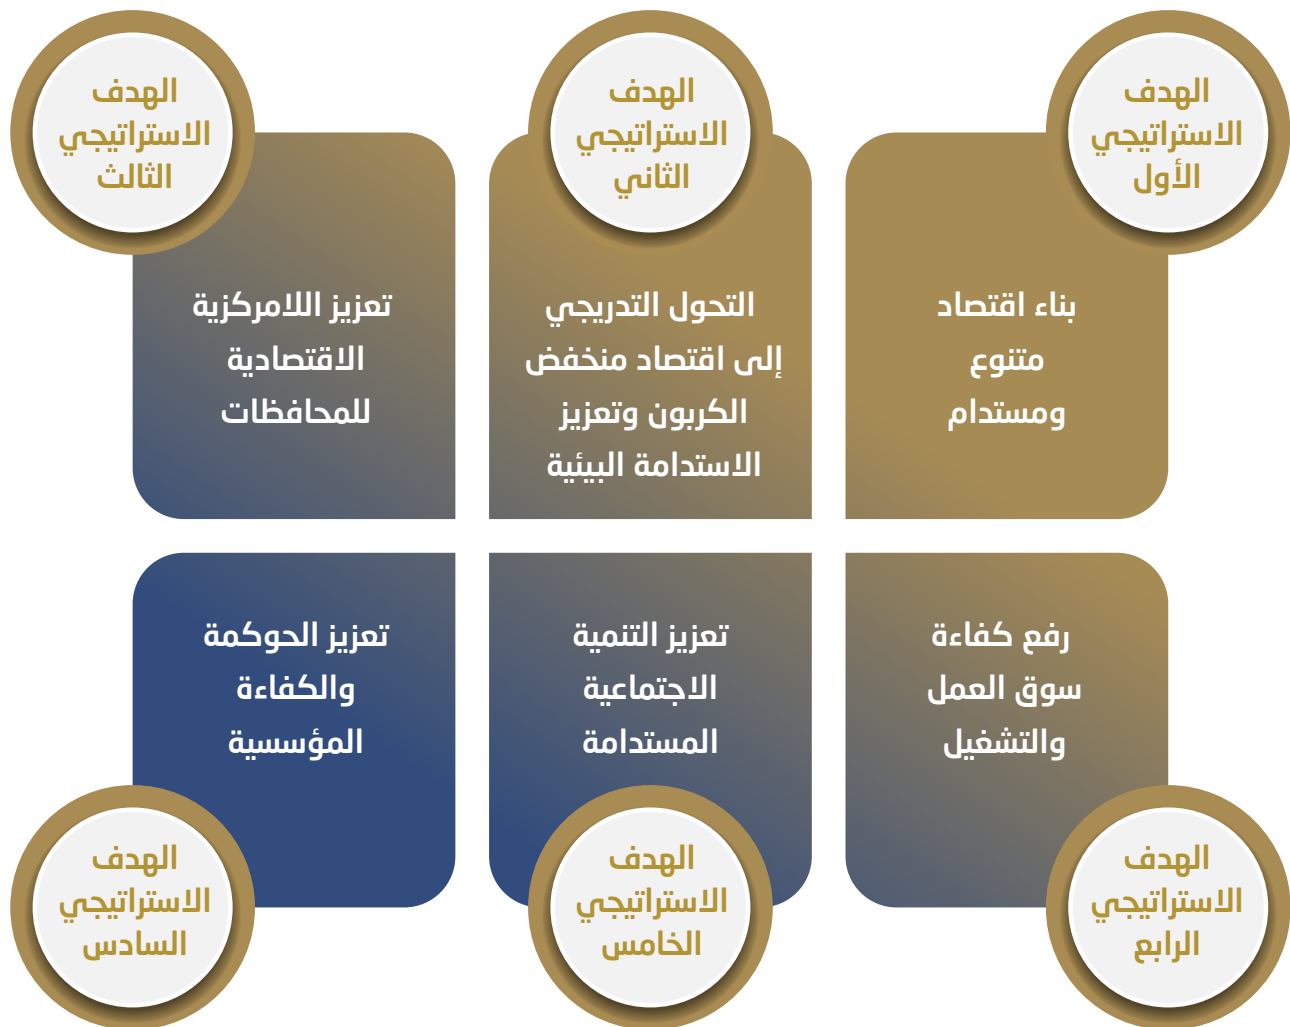 الهدف
الاستراتيجي
الأول
بناء اقتصاد
متنوع
ومستدام
الهدف
الاستراتيجي
الثاني
التحول التدريجي
إلى اقتصاد منخفض
الكربون وتعزيز
الاستدامة البيئية
الهدف
الاستراتيجي
الثالث
تعزيز اللامركزية
الاقتصادية
للمحافظات
رفع كفاءة
سوق العمل
والتشغيل
الهدف
الاستراتيجي
الرابع
تعزيز التنمية
الاجتماعية
المستدامة
الهدف
الاستراتيجي
الخامس
تعزيز الحوكمة
والكفاءة
المؤسسية
الهدف
الاستراتيجي
السادس